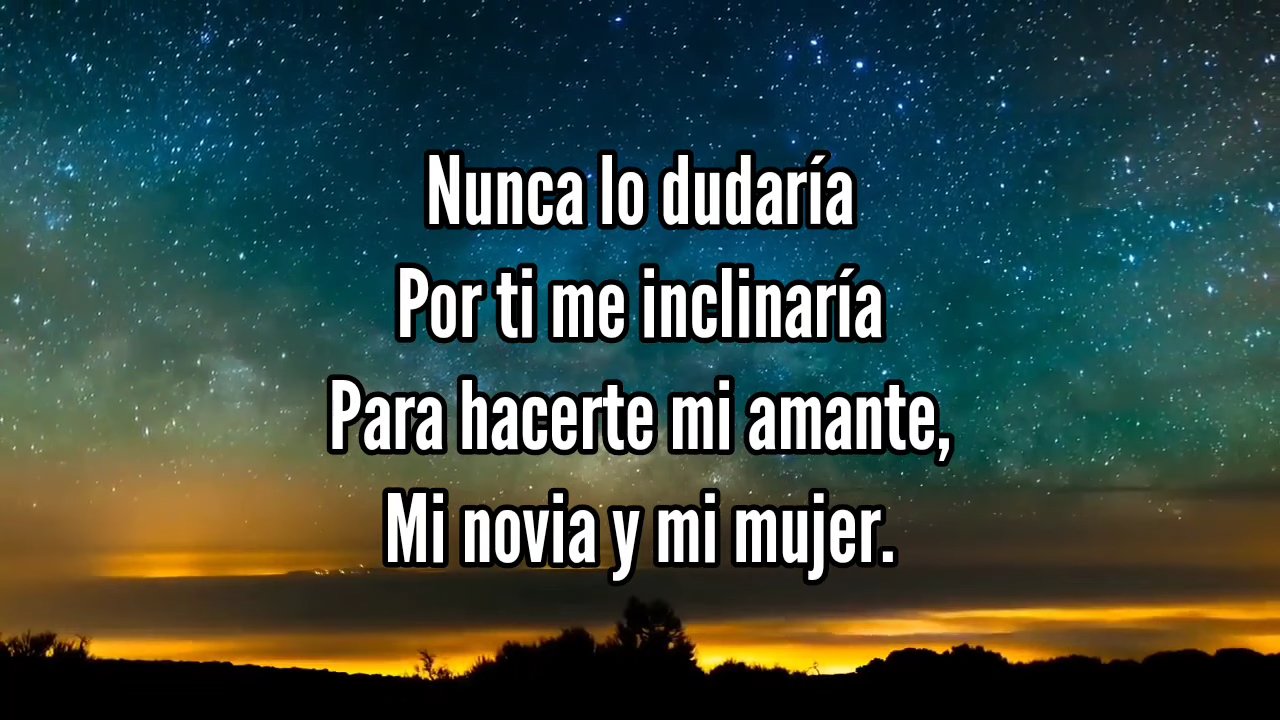 Nunca lo dudaría
Por ti me inclinaría
Para hacerte mi amante,
Mi novia y mi mujer.